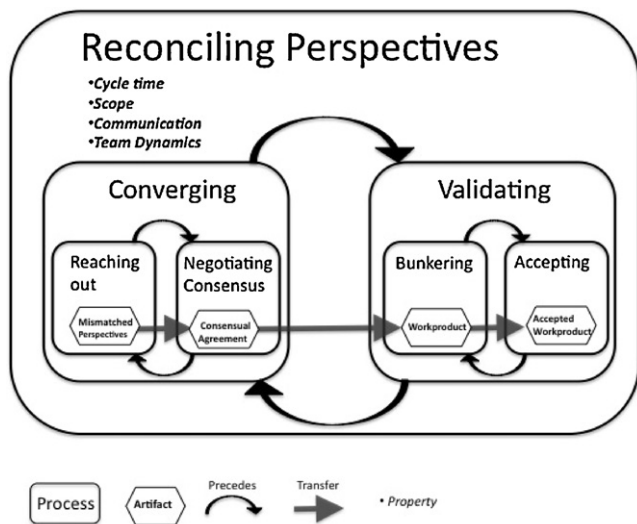 Reconciling Perspectives
•Cycle time
•Scope
•Communication
•Team Dynamics
Converging
Validating
Reaching
out
Negotiating
Consensus
Bunkering
Accepting
Mismatched
Perspectives
Consensual
Agreement
Workproduct
Accepted
Workproduct
Process
Artifact
Precedes
Transfer
• Property